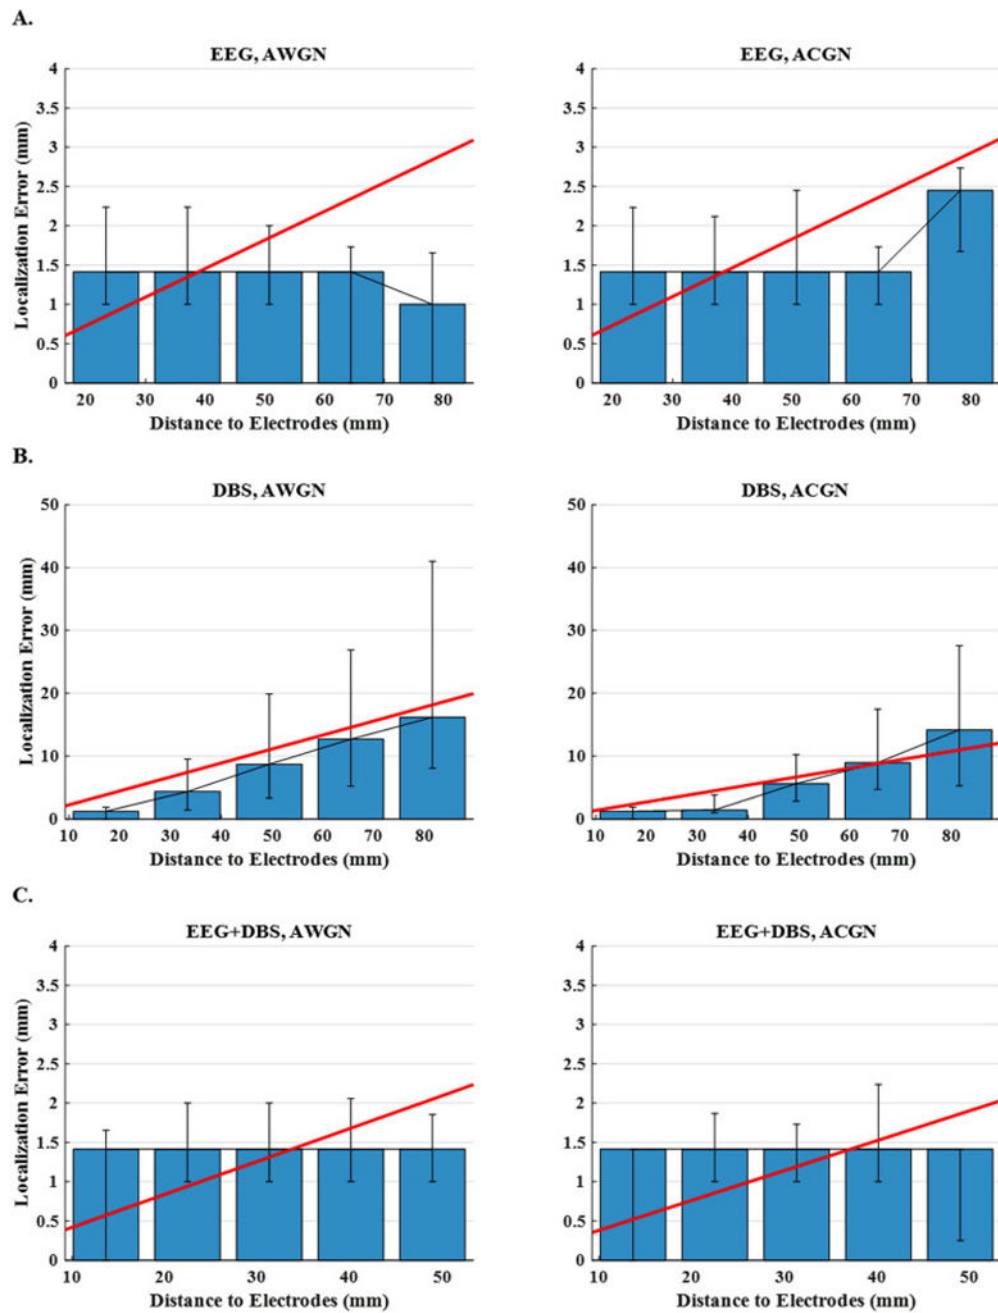 A.
EEG, AWGN
EEG, ACGN
Localization Error (mm)
4
3.5
3
2.5
2
1.5
1
0.5
0
20 30 40 50 60 70 80
Distance to Electrodes (mm)
4
3.5
3
2.5
2
1.5
1
0.5
0
20 30 40 50 60 70 80
Distance to Electrodes (mm)
B.
DBS, AWGN
DBS, ACGN
Localization Error (mm)
50
40
30
20
10
0
10 20 30 40 50 60 70 80
Distance to Electrodes (mm)
50
40
30
20
10
0
10 20 30 40 50 60 70 80
Distance to Electrodes (mm)
C.
EEG+DBS, AWGN
EEG+DBS, ACGN
Localization Error (mm)
4
3.5
3
2.5
2
1.5
1
0.5
0
10 20 30 40 50
Distance to Electrodes (mm)
4
3.5
3
2.5
2
1.5
1
0.5
0
10 20 30 40 50
Distance to Electrodes (mm)